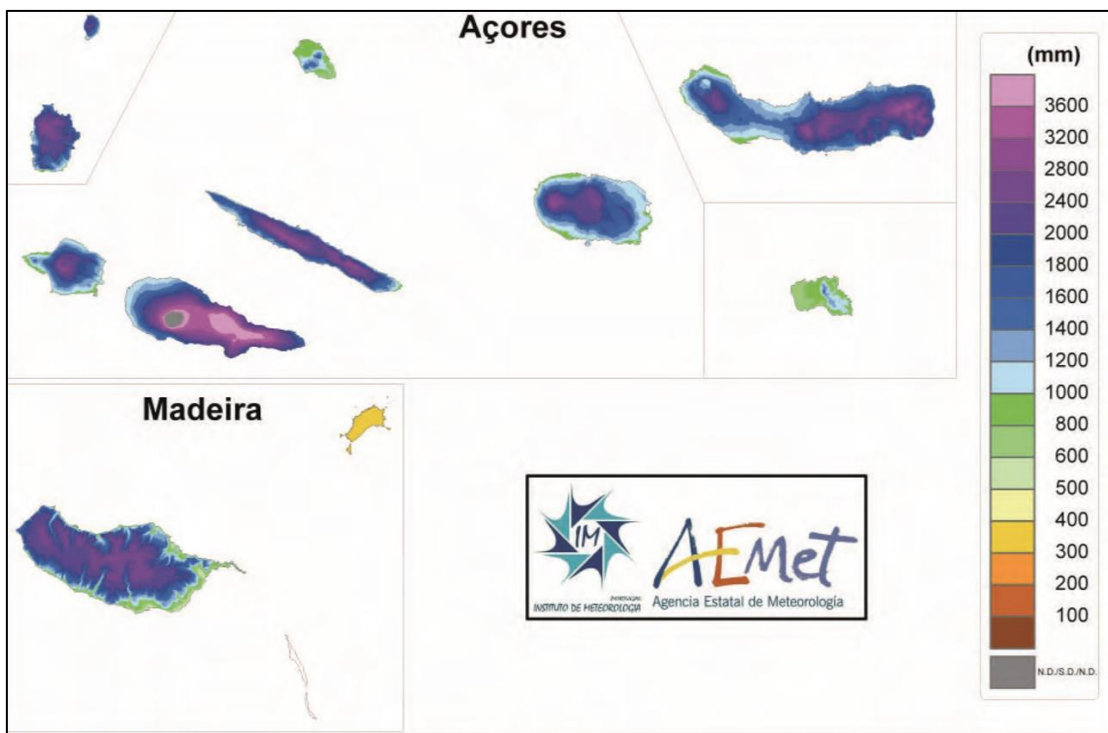 Açores
(mm)
3600
3200
2800
2400
2000
1800
1600
1400
1200
1000
800
600
500
400
300
200
100
N.D./S.D./N.D.
Madeira
IM
PORTUGAL
INSTITUTO DE METEOROLOGIA
AEMet
Agencia Estatal de Meteorología